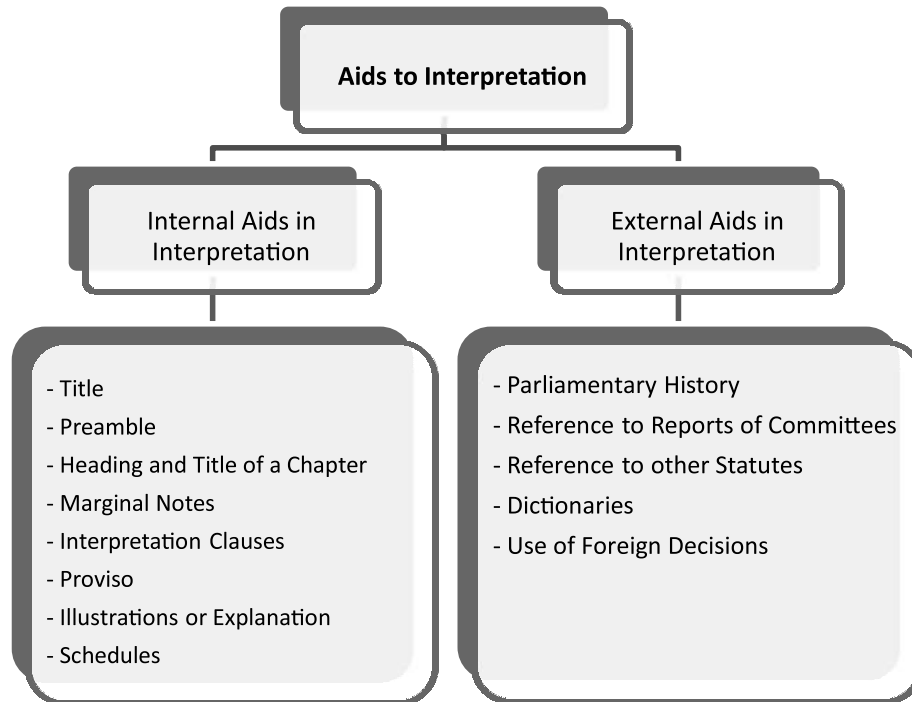 Aids to Interpretation
Internal Aids in
Interpretation
External Aids in
Interpretation
- Title
- Preamble
- Heading and Title of a Chapter
- Marginal Notes
- Interpretation Clauses
- Proviso
- Illustrations or Explanation
- Schedules
- Parliamentary History
- Reference to Reports of Committees
- Reference to other Statutes
- Dictionaries
- Use of Foreign Decisions